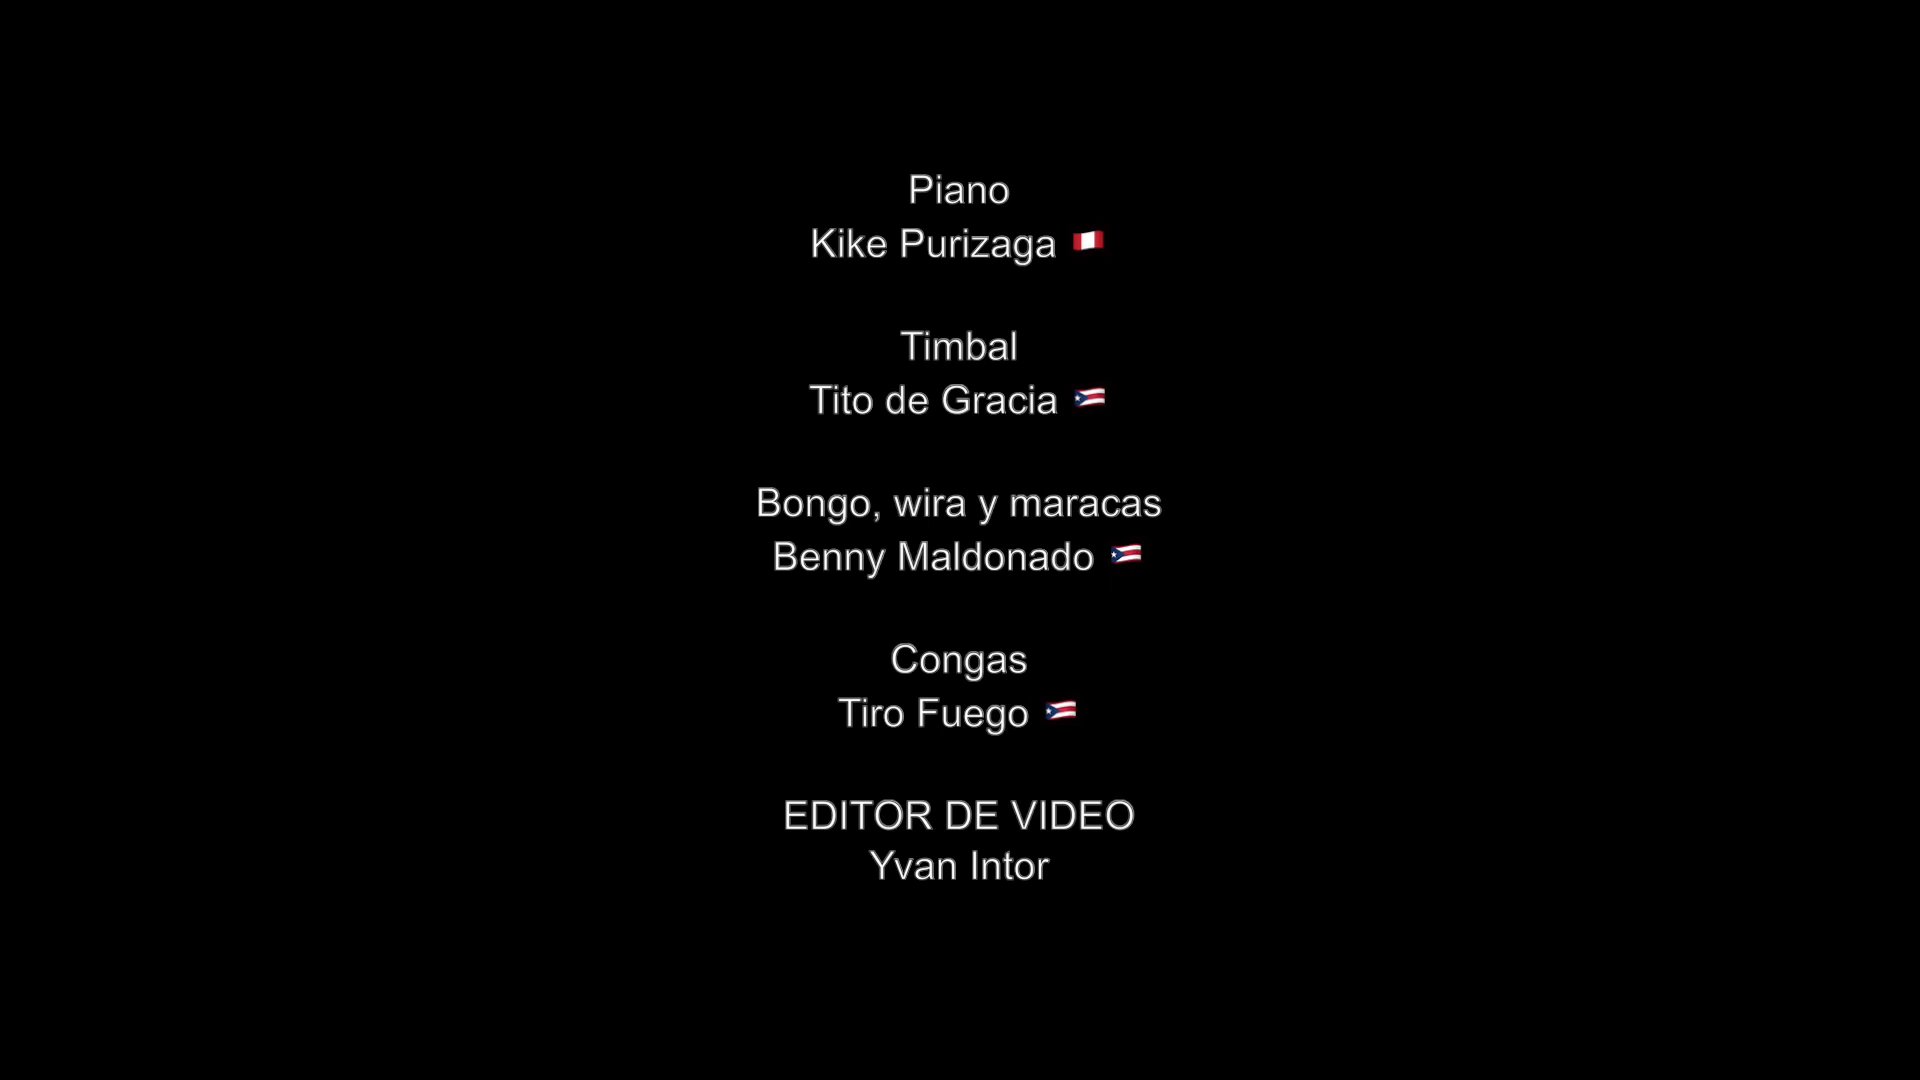 Piano
Kike Purizaga 🇵🇪
Timbal
Tito de Gracia 🇵🇷
Bongo, wira y maracas
Benny Maldonado 🇵🇷
Congas
Tiro Fuego 🇵🇷
EDITOR DE VIDEO
Yvan Intor